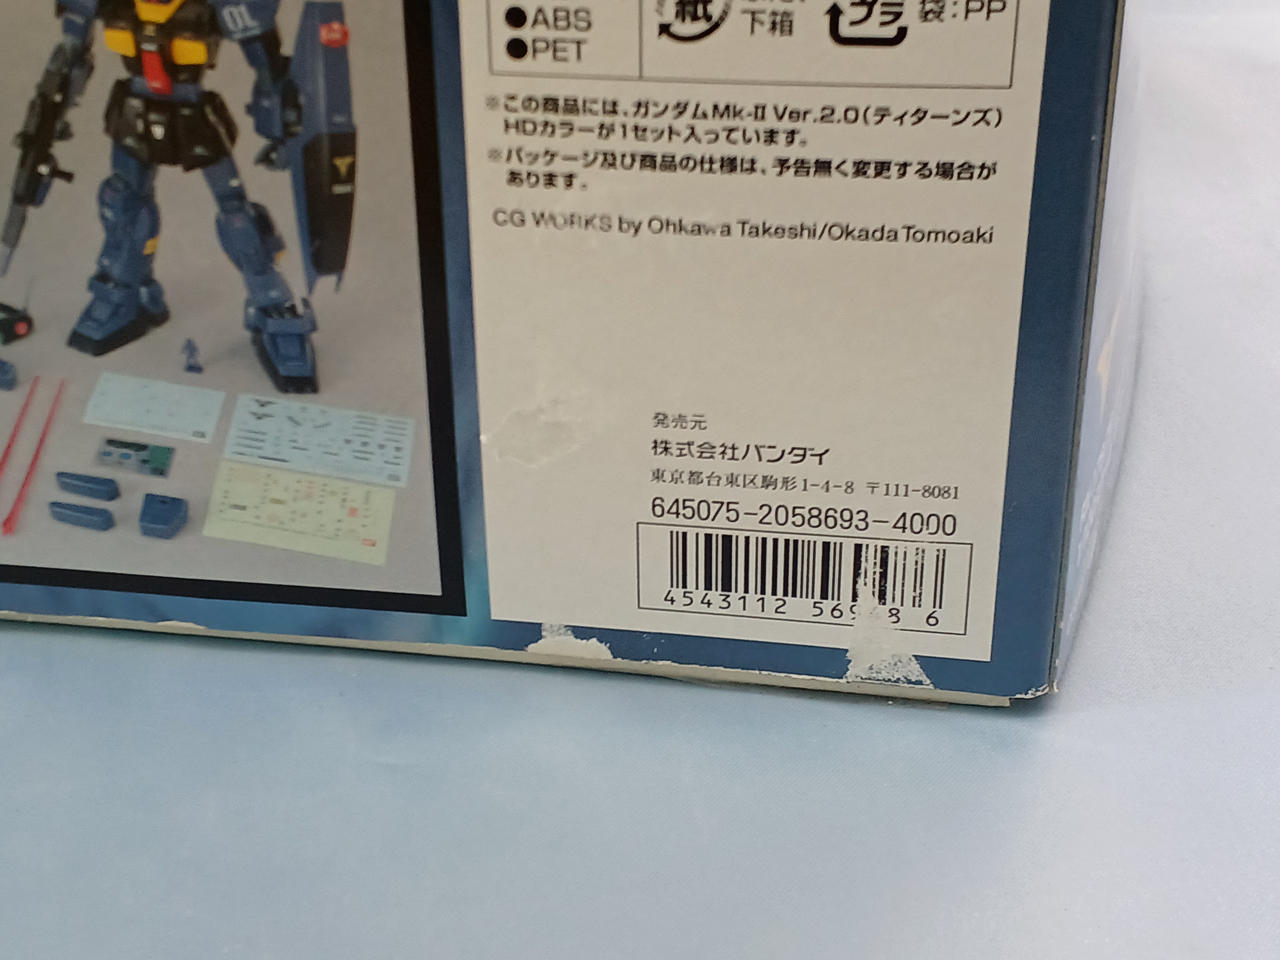 01
●ABS
●PET
紙
下箱
プラ
袋:PP
※この商品には、ガンダムMk-II Ver.2.0(ティターンズ)
HDカラーが1セット入っています。
※パッケージ及び商品の仕様は、予告無く変更する場合が
あります。
CG WORKS by Ohkawa Takeshi/Okada Tomoaki
発売元
株式会社バンダイ
東京都台東区駒形1-4-8 〒111-8081
645075-2058693-4000
4543112 56 8 6